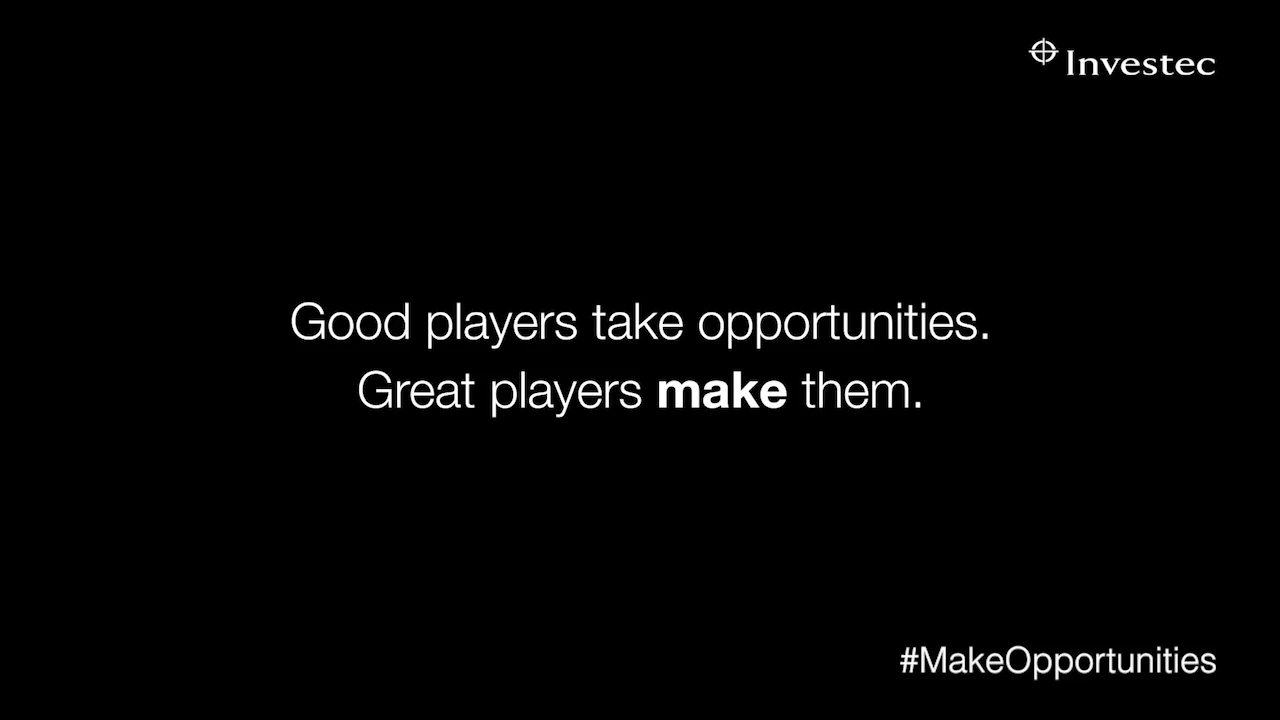 Investec
Good players take opportunities.
Great players make them.
#MakeOpportunities